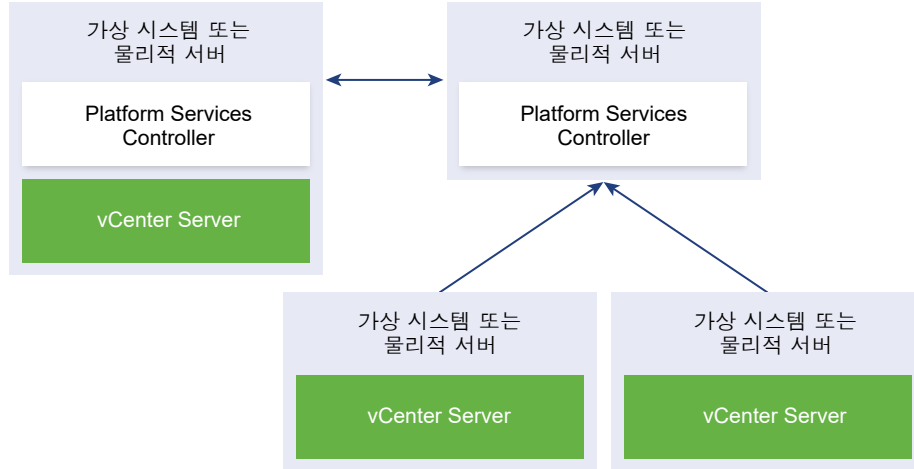 가상 시스템 또는
물리적 서버
Platform Services
Controller
vCenter Server
가상 시스템 또는
물리적 서버
Platform Services
Controller
가상 시스템 또는
물리적 서버
vCenter Server
가상 시스템 또는
물리적 서버
vCenter Server